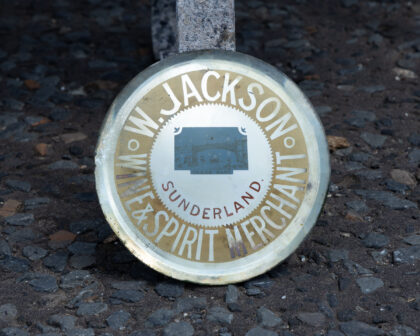 W. JACKSON
WINE & SPIRIT MERCHANT
SUNDERLAND.